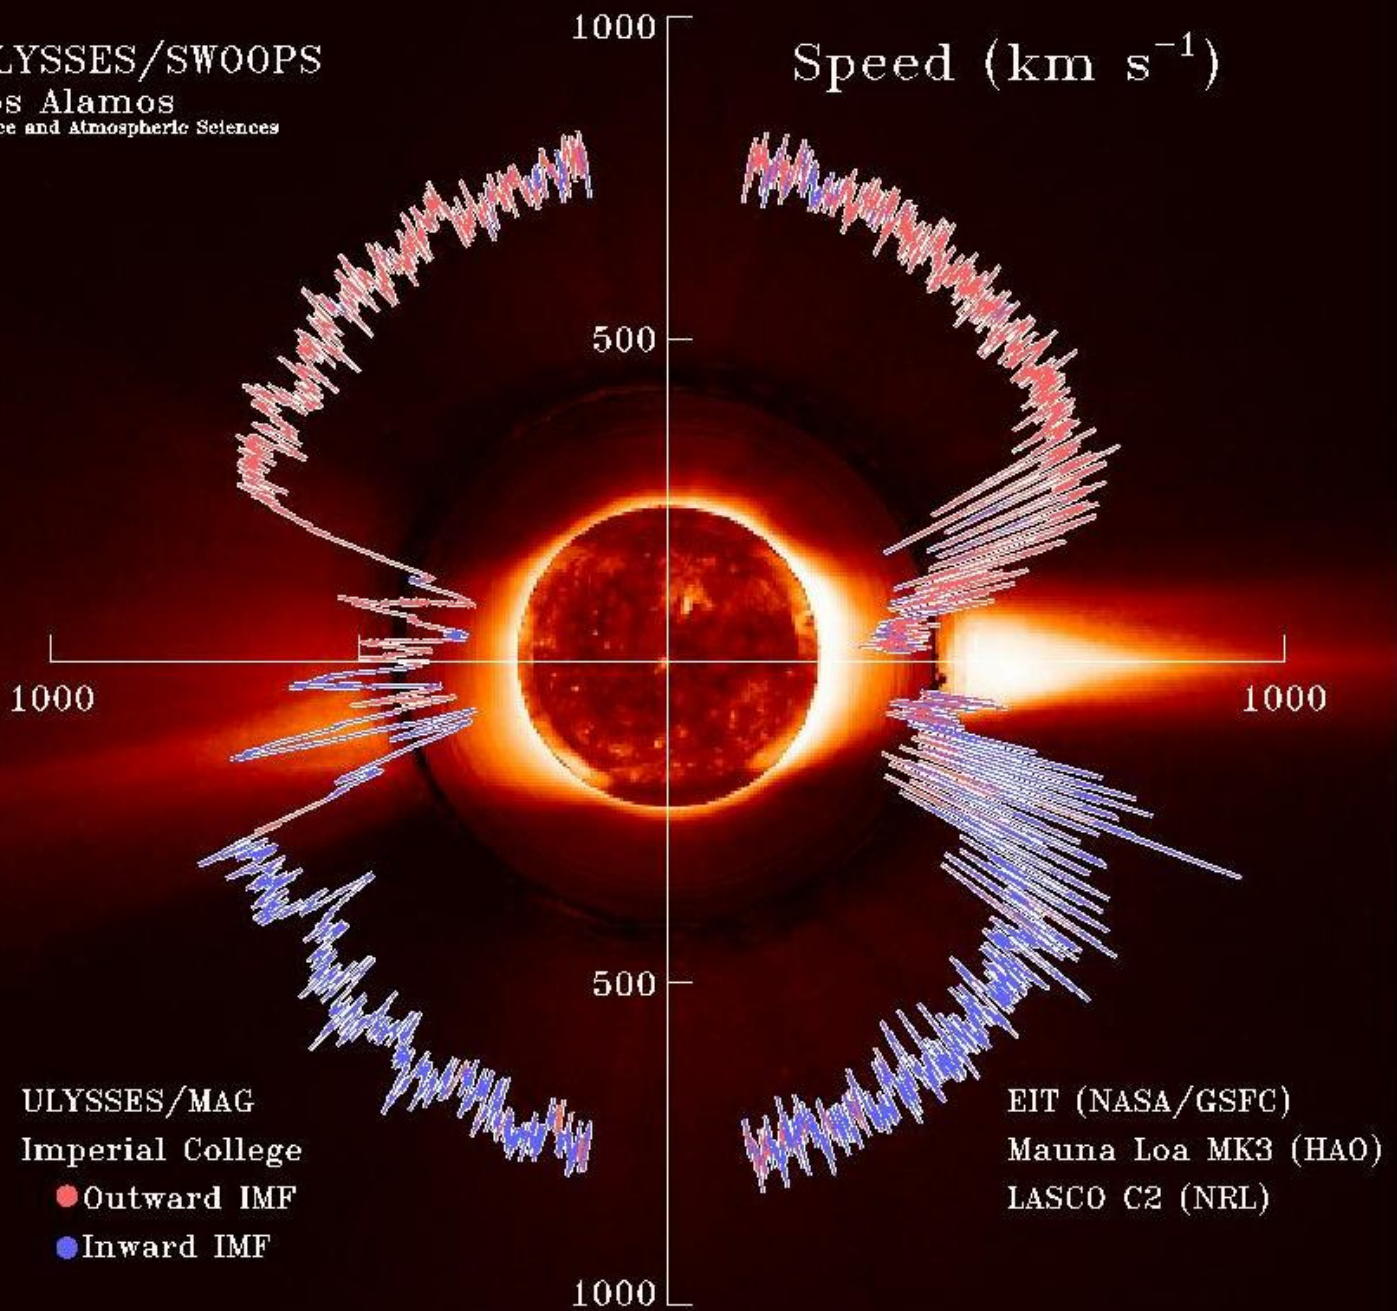 LYSSES/SWOOPS
os Alamos
ce and Atmospheric Sciences
Speed (km s⁻¹)
1000
500
1000
1000
500
1000
ULYSSES/MAG
Imperial College
Outward IMF
Inward IMF
EIT (NASA/GSFC)
Mauna Loa MK3 (HAO)
LASCO C2 (NRL)